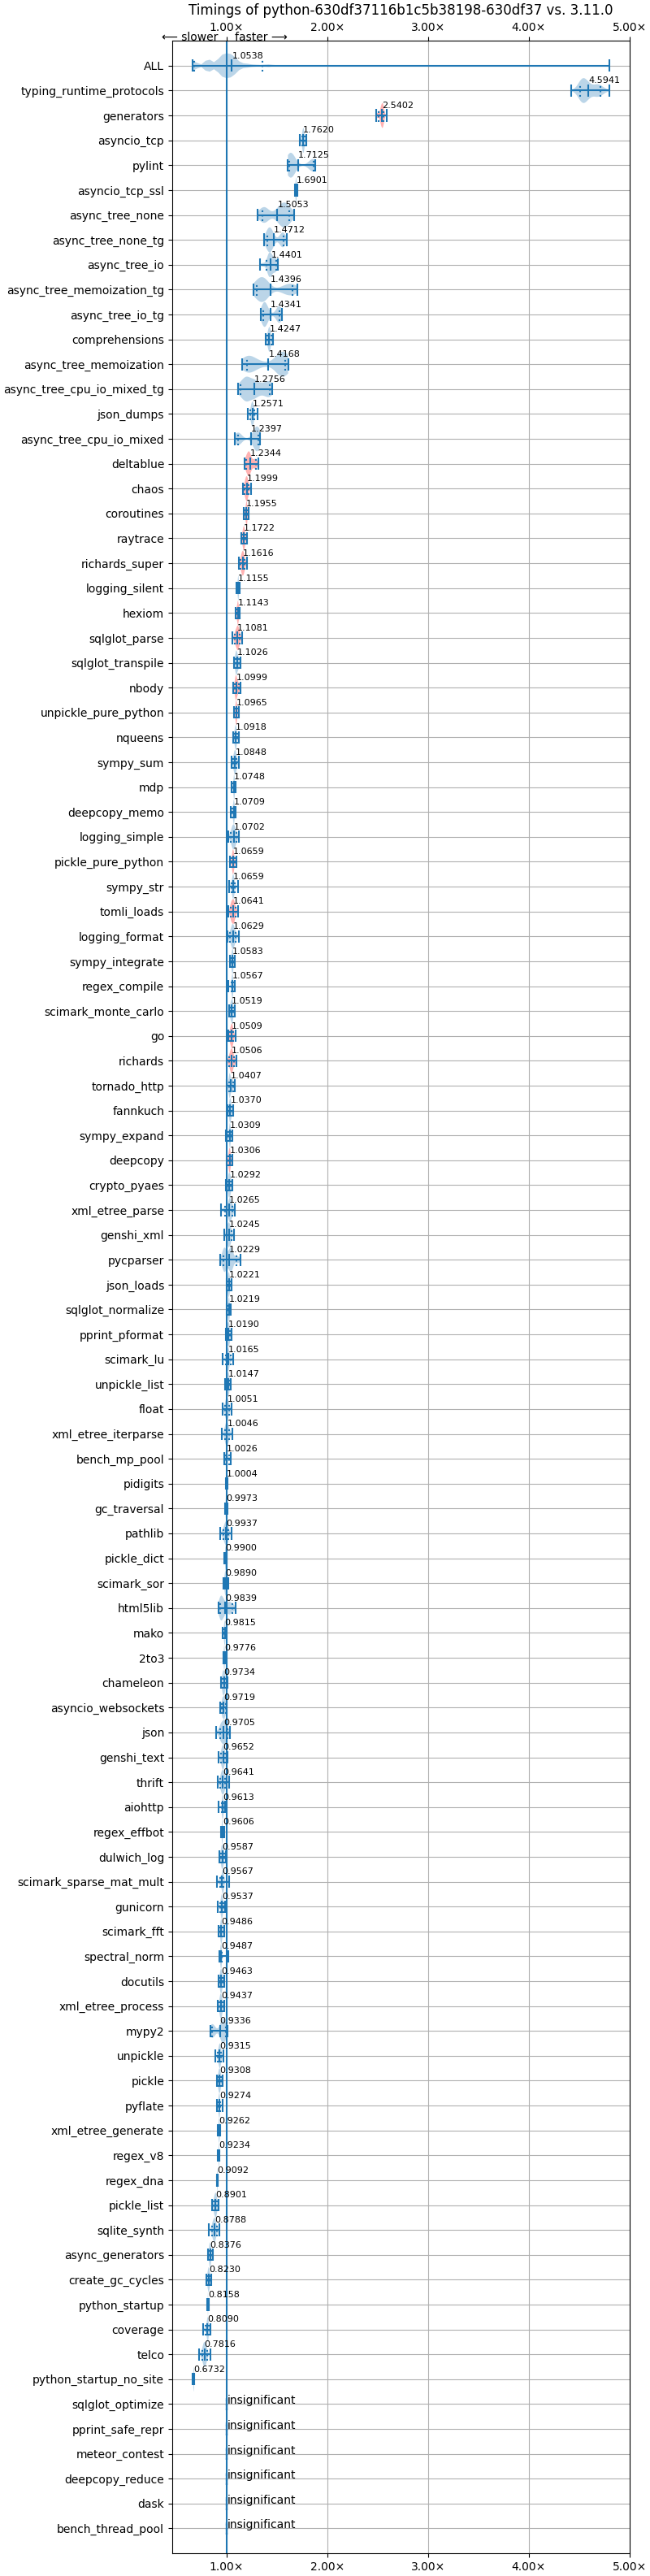 Timings of python-630df37116b1c5b38198-630df37 vs. 3.11.0
1.00× 2.00× 3.00× 4.00× 5.00×
⟵ slower faster ⟶
ALL 1.0538
typing_runtime_protocols 4.5941
generators 2.5402
asyncio_tcp 1.7620
pylint 1.7125
asyncio_tcp_ssl 1.6901
async_tree_none 1.5053
async_tree_none_tg 1.4712
async_tree_io 1.4401
async_tree_memoization_tg 1.4396
async_tree_io_tg 1.4341
comprehensions 1.4247
async_tree_memoization 1.4168
async_tree_cpu_io_mixed_tg 1.2756
json_dumps 1.2571
async_tree_cpu_io_mixed 1.2397
deltablue 1.2344
chaos 1.1999
coroutines 1.1955
raytrace 1.1722
richards_super 1.1616
logging_silent 1.1155
hexiom 1.1143
sqlglot_parse 1.1081
sqlglot_transpile 1.1026
nbody 1.0999
unpickle_pure_python 1.0965
nqueens 1.0918
sympy_sum 1.0848
mdp 1.0748
deepcopy_memo 1.0709
logging_simple 1.0702
pickle_pure_python 1.0659
sympy_str 1.0659
tomli_loads 1.0641
logging_format 1.0629
sympy_integrate 1.0583
regex_compile 1.0567
scimark_monte_carlo 1.0519
go 1.0509
richards 1.0506
tornado_http 1.0407
fannkuch 1.0370
sympy_expand 1.0309
deepcopy 1.0306
crypto_pyaes 1.0292
xml_etree_parse 1.0265
genshi_xml 1.0245
pycparser 1.0229
json_loads 1.0221
sqlglot_normalize 1.0219
pprint_pformat 1.0190
scimark_lu 1.0165
unpickle_list 1.0147
float 1.0051
xml_etree_iterparse 1.0046
bench_mp_pool 1.0026
pidigits 1.0004
gc_traversal 0.9973
pathlib 0.9937
pickle_dict 0.9900
scimark_sor 0.9890
html5lib 0.9839
mako 0.9815
2to3 0.9776
chameleon 0.9734
asyncio_websockets 0.9719
json 0.9705
genshi_text 0.9652
thrift 0.9641
aiohttp 0.9613
regex_effbot 0.9606
dulwich_log 0.9587
scimark_sparse_mat_mult 0.9567
gunicorn 0.9537
scimark_fft 0.9486
spectral_norm 0.9487
docutils 0.9463
xml_etree_process 0.9437
mypy2 0.9336
unpickle 0.9315
pickle 0.9308
pyflate 0.9274
xml_etree_generate 0.9262
regex_v8 0.9234
regex_dna 0.9092
pickle_list 0.8901
sqlite_synth 0.8788
async_generators 0.8376
create_gc_cycles 0.8230
python_startup 0.8158
coverage 0.8090
telco 0.7816
python_startup_no_site 0.6732
sqlglot_optimize insignificant
pprint_safe_repr insignificant
meteor_contest insignificant
deepcopy_reduce insignificant
dask insignificant
bench_thread_pool insignificant
1.00× 2.00× 3.00× 4.00× 5.00×